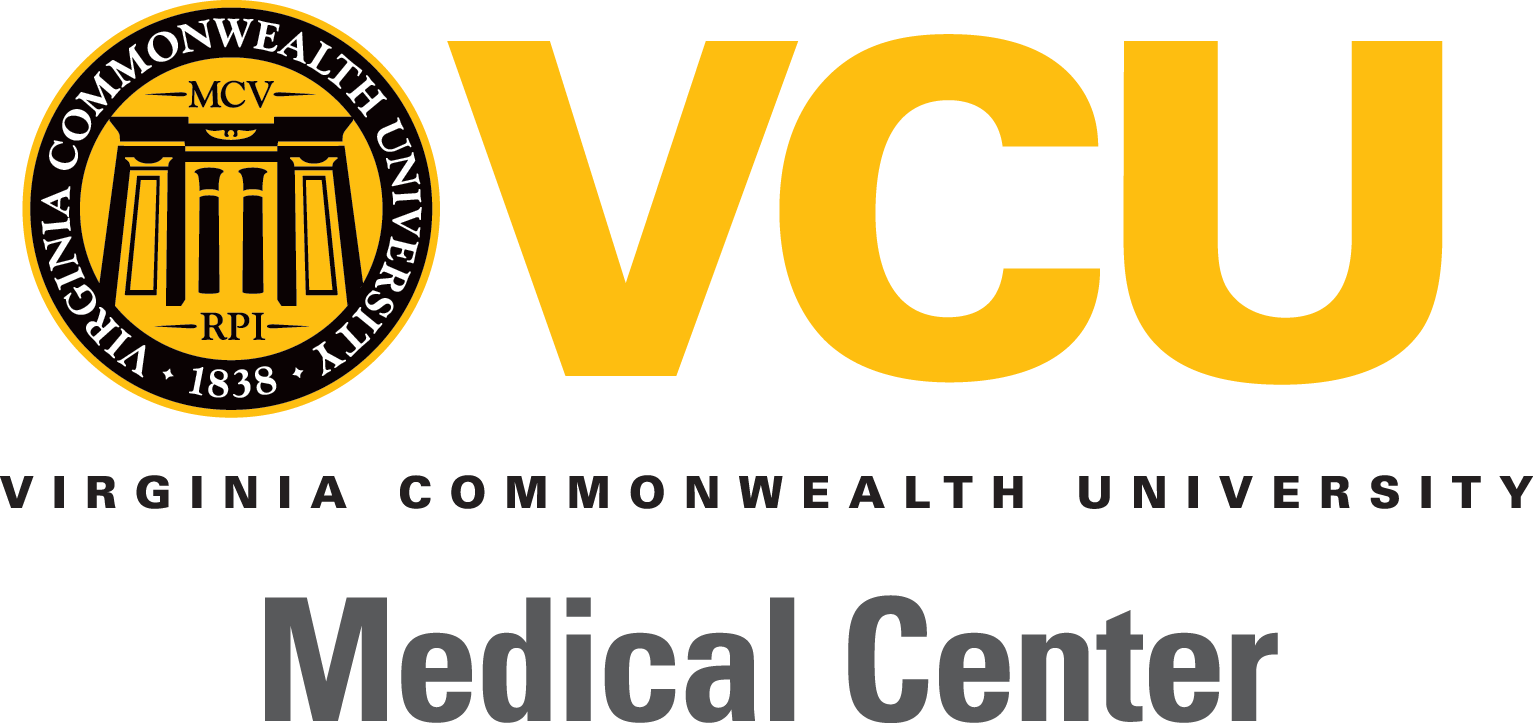 VIRGINIA COMMONWEALTH UNIVERSITY
MCV
RPI
· 1838 ·
VCU
VIRGINIA COMMONWEALTH UNIVERSITY
Medical Center